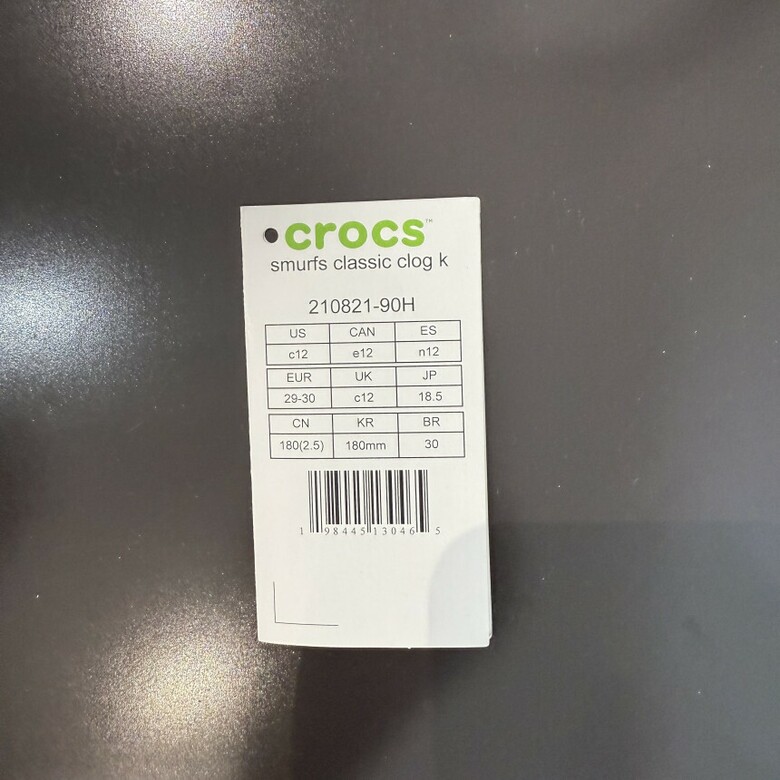 crocs™
smurfs classic clog k
210821-90H
US CAN ES
c12 e12 n12
EUR UK JP
29-30 c12 18.5
CN KR BR
180(2.5) 180mm 30
1 98445 13046 5